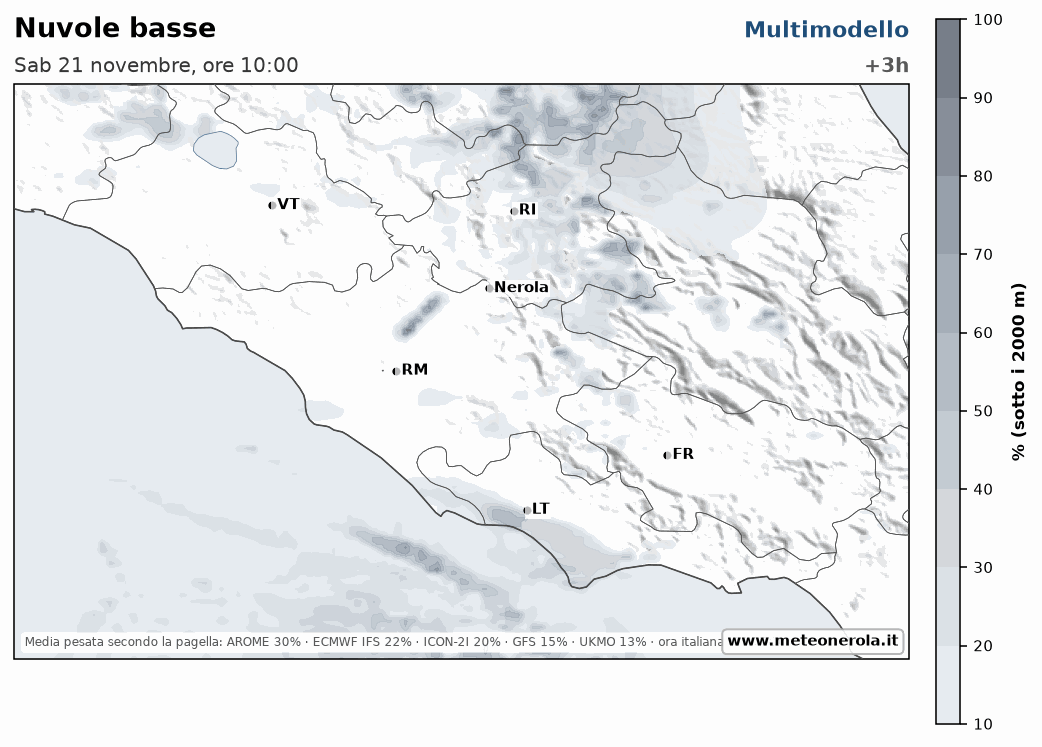 Nuvole basse
Multimodello
Sab 21 novembre, ore 10:00
+3h
VT
RI
Nerola
RM
FR
LT
Media pesata secondo la pagella: AROME 30% · ECMWF IFS 22% · ICON-2I 20% · GFS 15% · UKMO 13% · ora italiana
www.meteonerola.it
100
90
80
70
60
50
40
30
20
10
% (sotto i 2000 m)